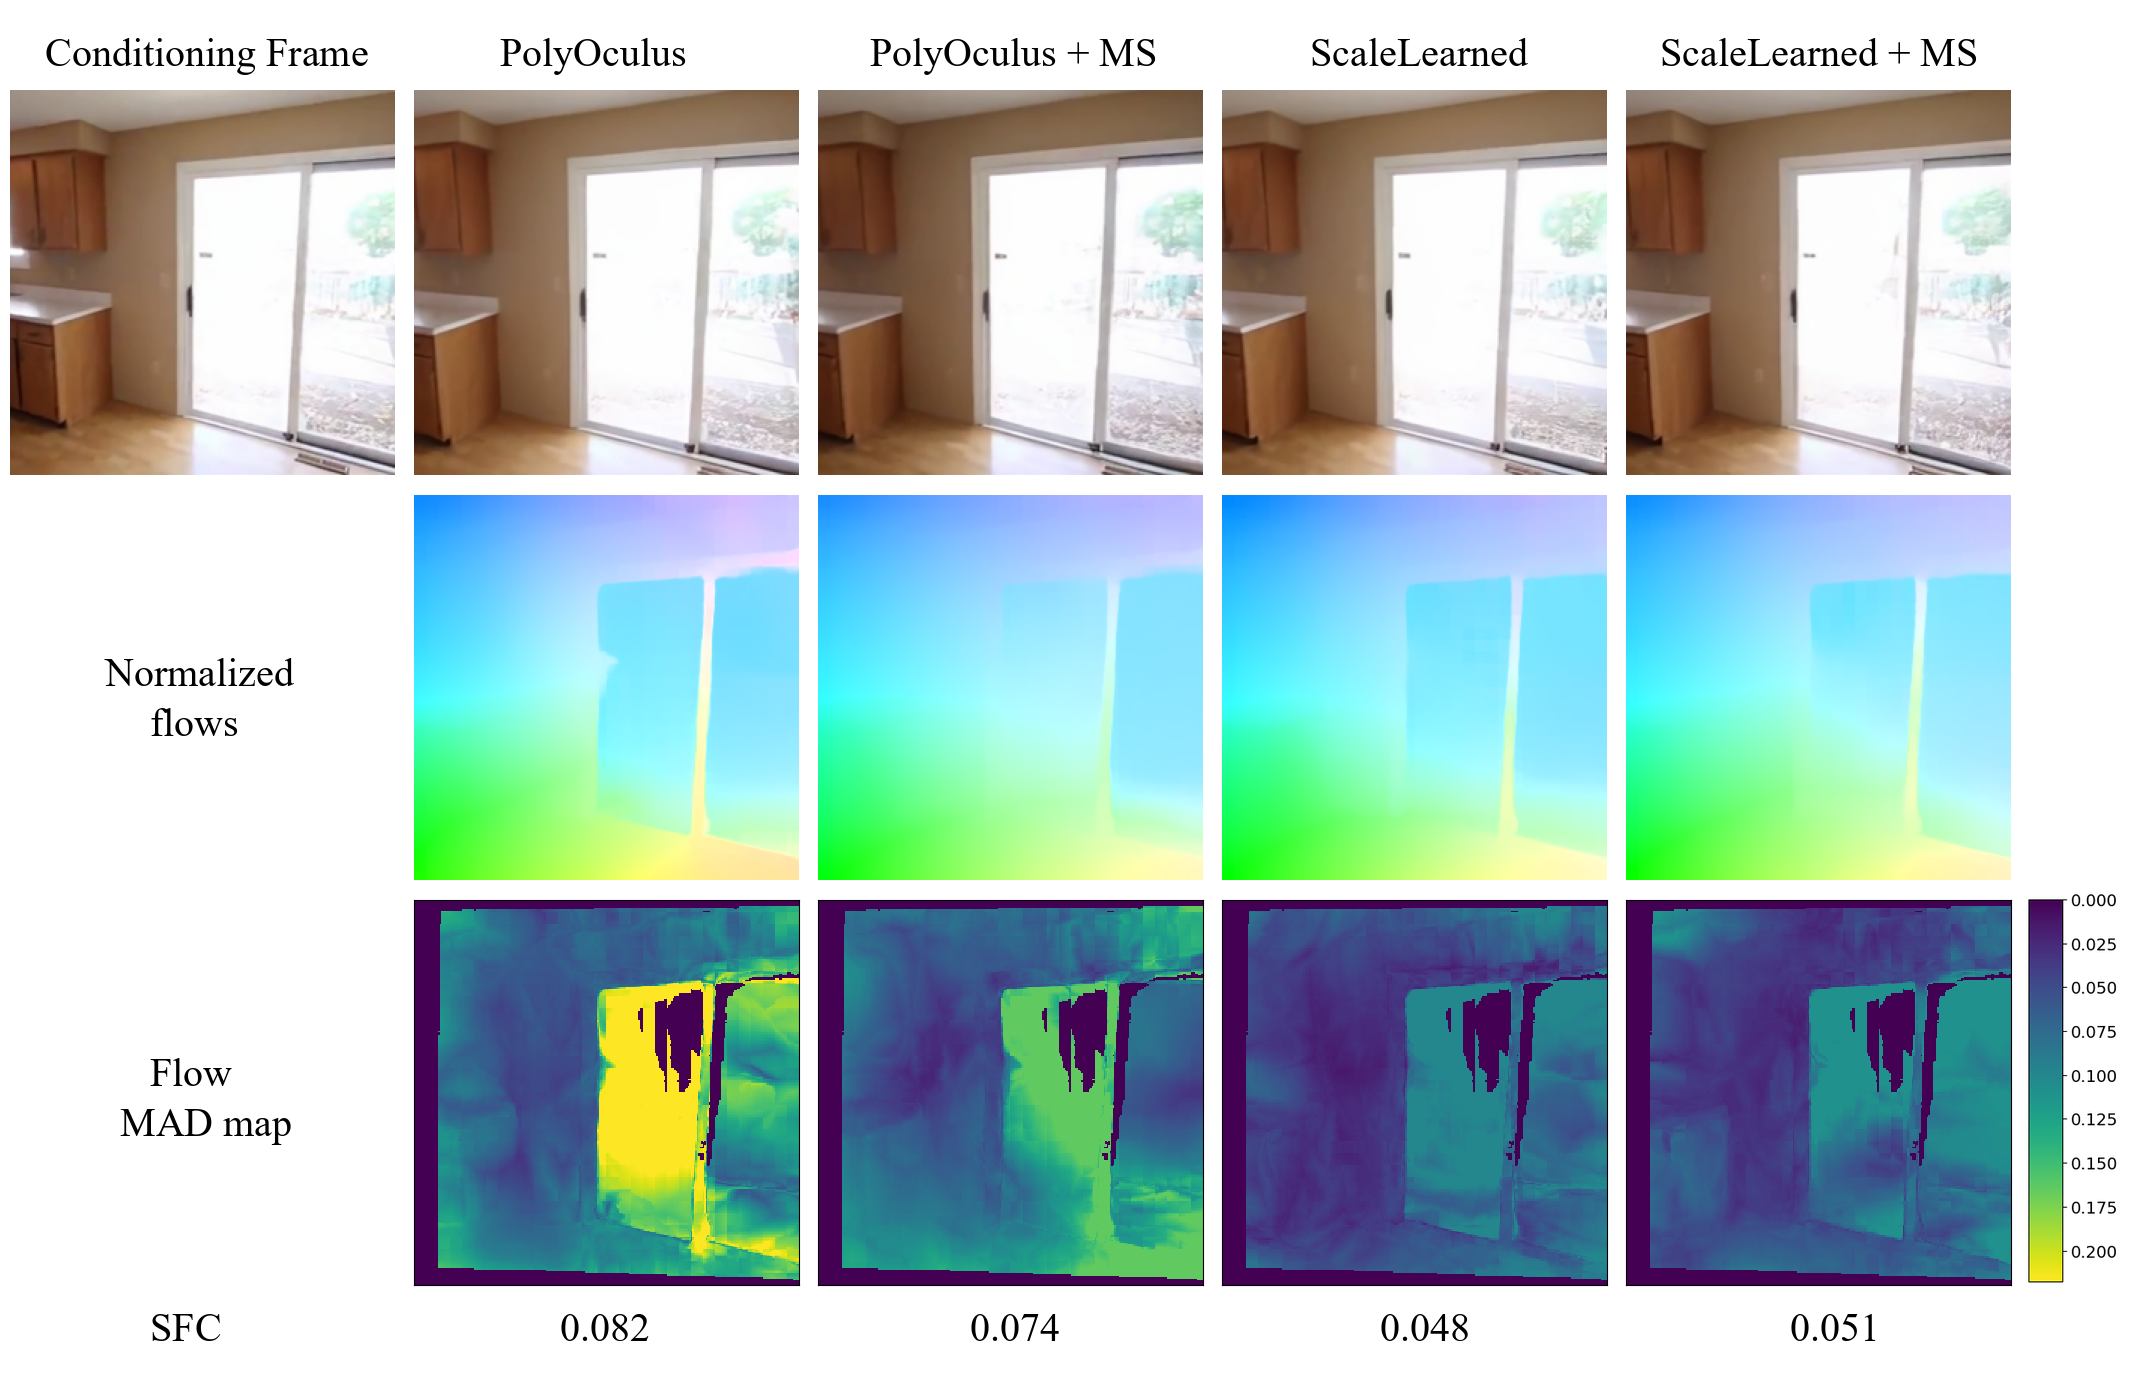 Conditioning Frame
PolyOculus
PolyOculus + MS
ScaleLearned
ScaleLearned + MS
Normalized
flows
Flow
MAD map
0.000
0.025
0.050
0.075
0.100
0.125
0.150
0.175
0.200
SFC
0.082
0.074
0.048
0.051